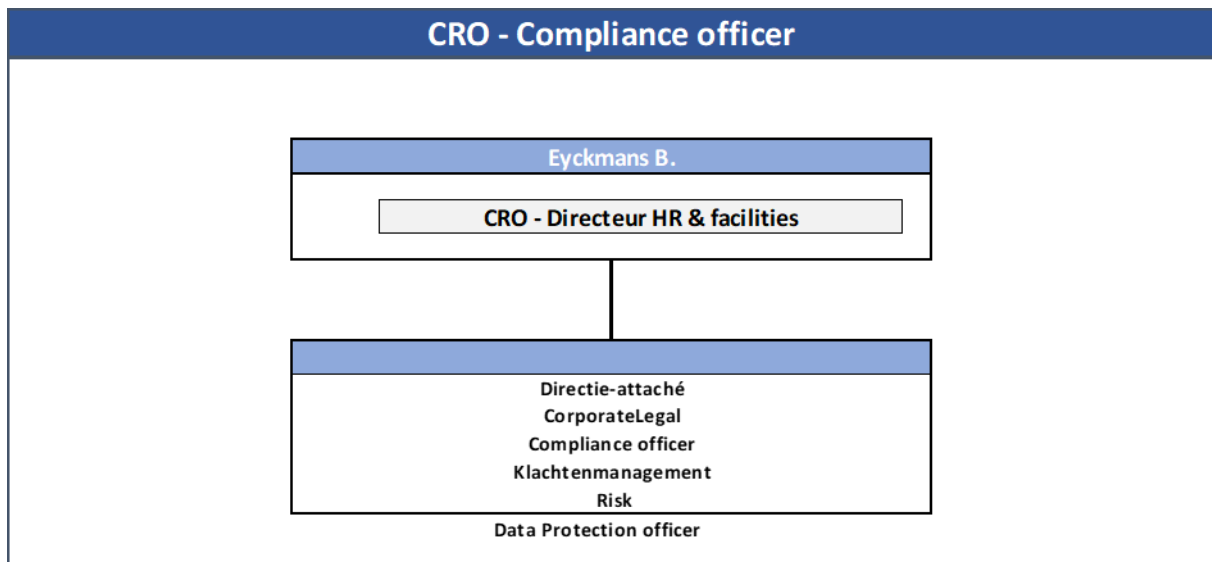 CRO - Compliance officer
Eyckmans B.
CRO - Directeur HR & facilities
Directie-attaché
CorporateLegal
Compliance officer
Klachtenmanagement
Risk
Data Protection officer